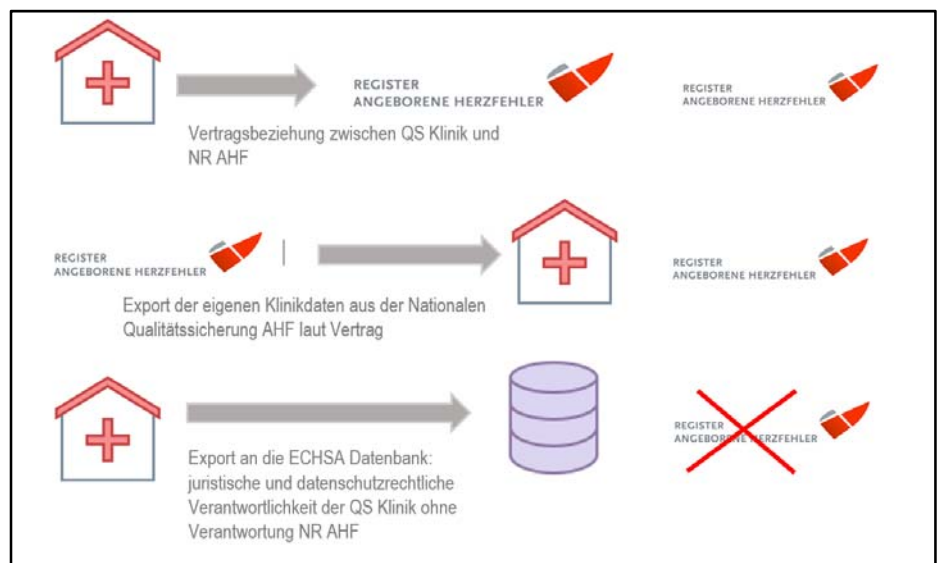 REGISTER
ANGEBORENE HERZFEHLER
REGISTER
ANGEBORENE HERZFEHLER
Vertragsbeziehung zwischen QS Klinik und
NR AHF
REGISTER
ANGEBORENE HERZFEHLER
REGISTER
ANGEBORENE HERZFEHLER
Export der eigenen Klinikdaten aus der Nationalen
Qualitätssicherung AHF laut Vertrag
REGISTER
ANGEBORENE HERZFEHLER
Export an die ECHSA Datenbank:
juristische und datenschutzrechtliche
Verantwortlichkeit der QS Klinik ohne
Verantwortung NR AHF